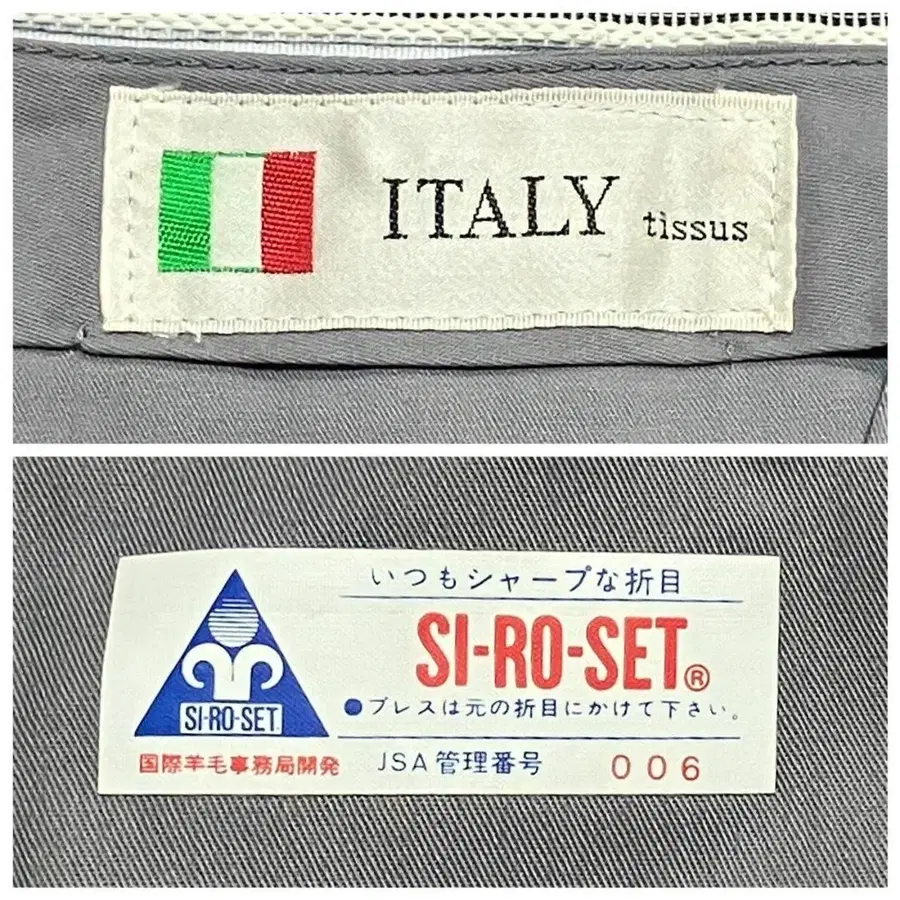 ITALY tissus
いつもシャープな折目
SI-RO-SET®
●プレスは元の折目にかけて下さい。
SI-RO-SET
国際羊毛事務局開発
JSA管理番号 006